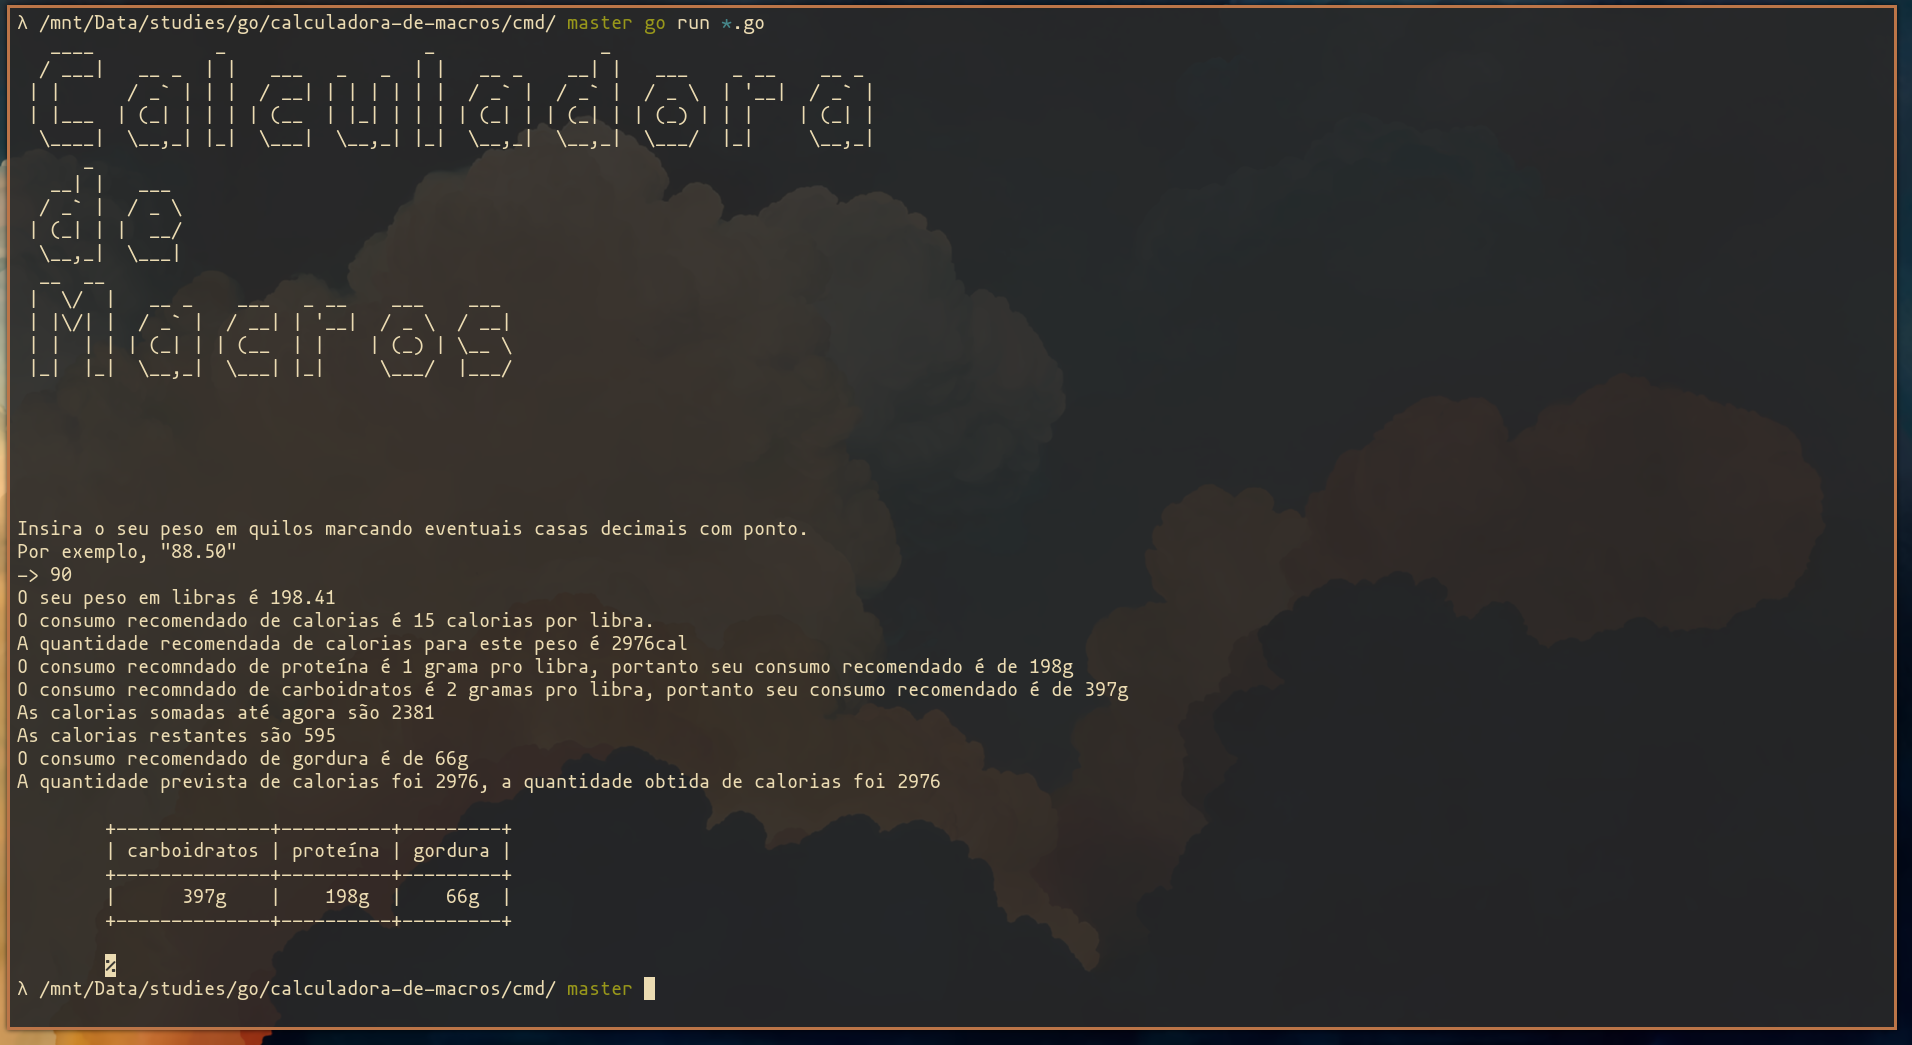 λ /mnt/Data/studies/go/calculadora-de-macros/cmd/ master go run *.go
Calculadora
de
Macros
Insira o seu peso em quilos marcando eventuais casas decimais com ponto.
Por exemplo, "88.50"
-> 90
O seu peso em libras é 198.41
O consumo recomendado de calorias é 15 calorias por libra.
A quantidade recomendada de calorias para este peso é 2976cal
O consumo recomndado de proteína é 1 grama pro libra, portanto seu consumo recomendado é de 198g
O consumo recomndado de carboidratos é 2 gramas pro libra, portanto seu consumo recomendado é de 397g
As calorias somadas até agora são 2381
As calorias restantes são 595
O consumo recomendado de gordura é de 66g
A quantidade prevista de calorias foi 2976, a quantidade obtida de calorias foi 2976
+--------------+----------+---------+
| carboidratos | proteína | gordura |
+--------------+----------+---------+
| 397g | 198g | 66g |
+--------------+----------+---------+
%
λ /mnt/Data/studies/go/calculadora-de-macros/cmd/ master